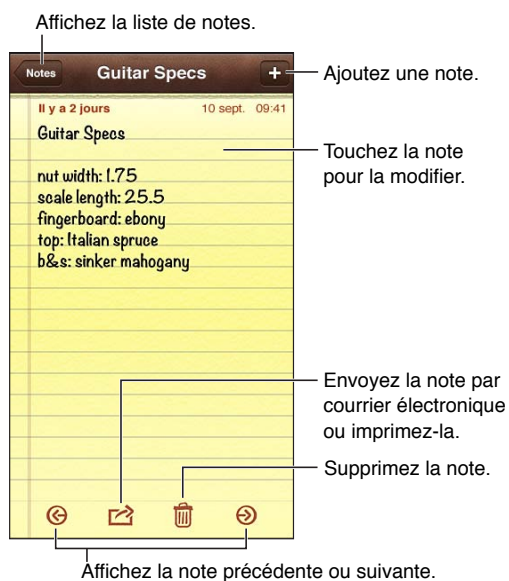 Affichez la liste de notes.
Notes Guitar Specs +
Ajoutez une note.
Il y a 2 jours 10 sept. 09:41
Guitar Specs
Touchez la note
pour la modifier.
nut width: 1.75
scale length: 25.5
fingerboard: ebony
top: Italian spruce
b&s: sinker mahogany
Envoyez la note par
courrier électronique
ou imprimez-la.
Supprimez la note.
Affichez la note précédente ou suivante.